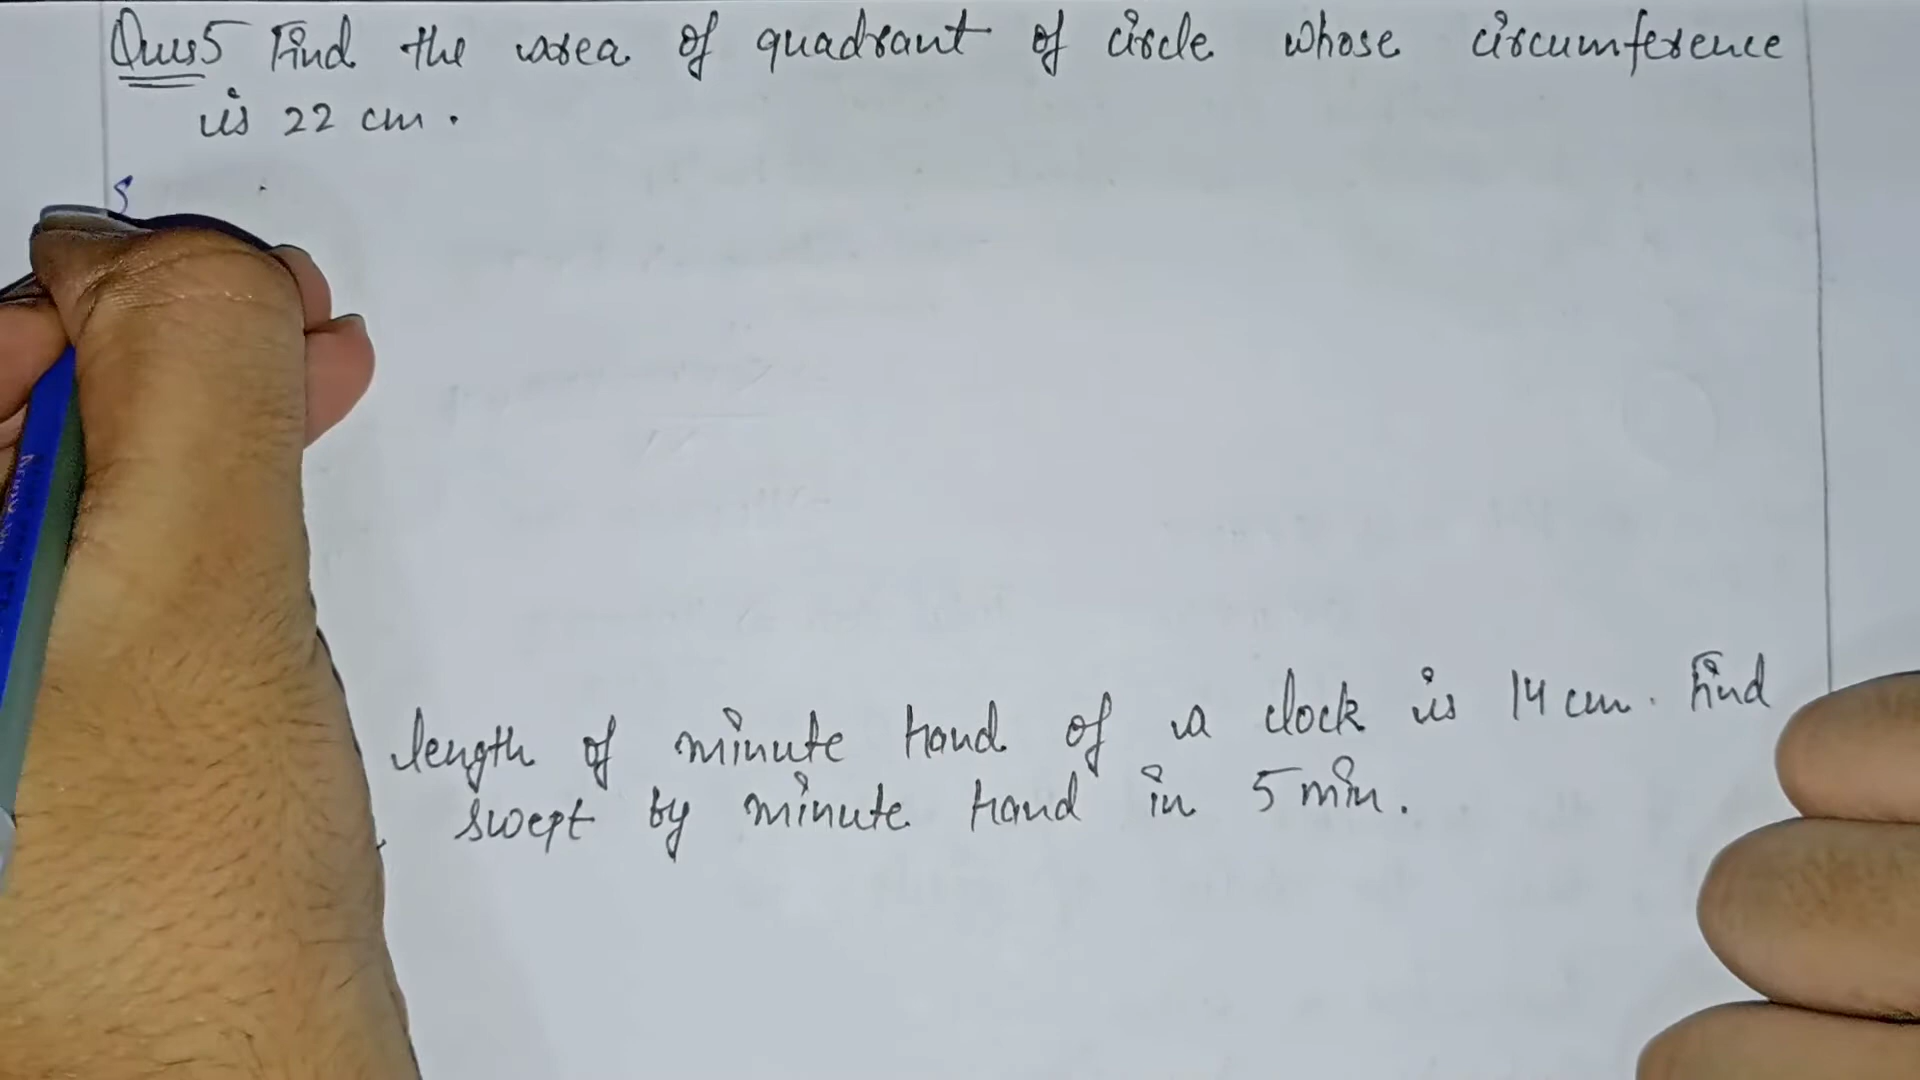 Ques5 Find the area of quadrant of circle whose circumference
is 22 cm.
S
length of minute hand of a clock is 14 cm. Find
swept by minute hand in 5 min.